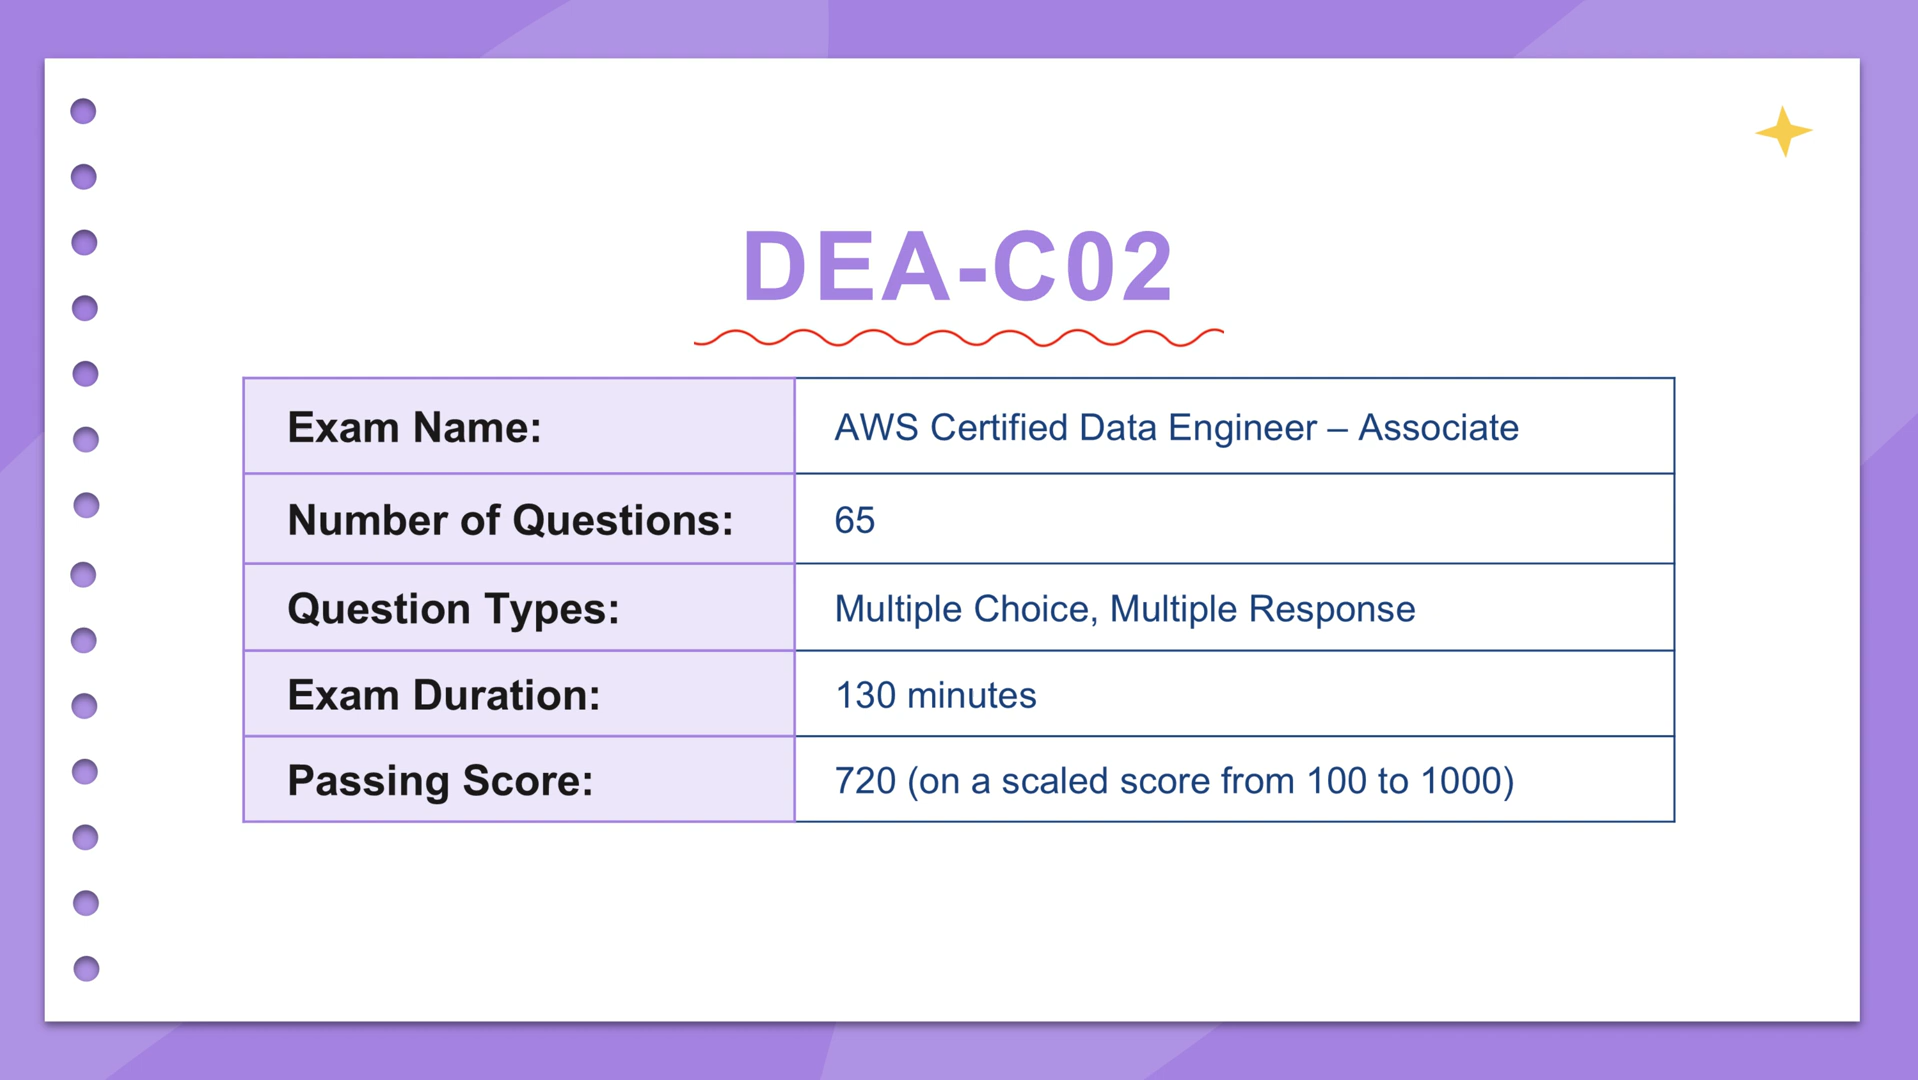 DEA-C02
Exam Name: AWS Certified Data Engineer – Associate
Number of Questions: 65
Question Types: Multiple Choice, Multiple Response
Exam Duration: 130 minutes
Passing Score: 720 (on a scaled score from 100 to 1000)